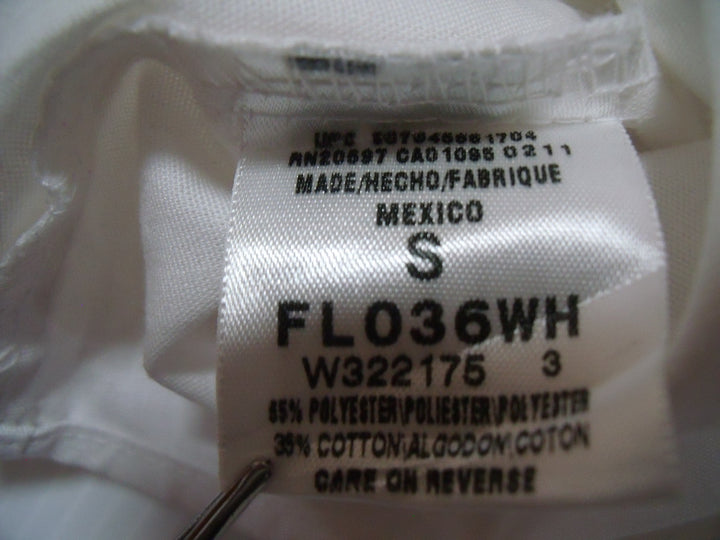 UPC
RN20697 CA01095 0211
MADE/HECHO/FABRIQUE
MEXICO
S
FL036WH
W322175 3
65% POLYESTER\POLIESTER\POLYESTER
35% COTTON\ALGODON\COTON
CARE ON REVERSE